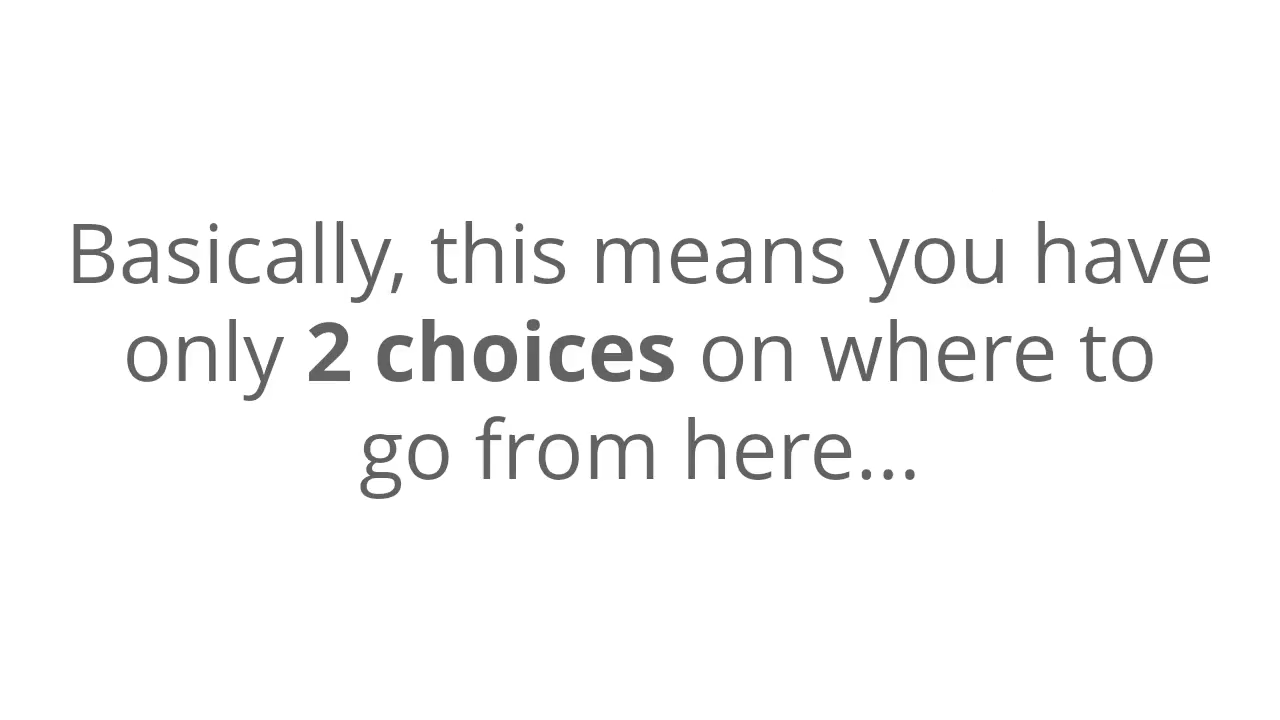 Basically, this means you have
only 2 choices on where to
go from here...